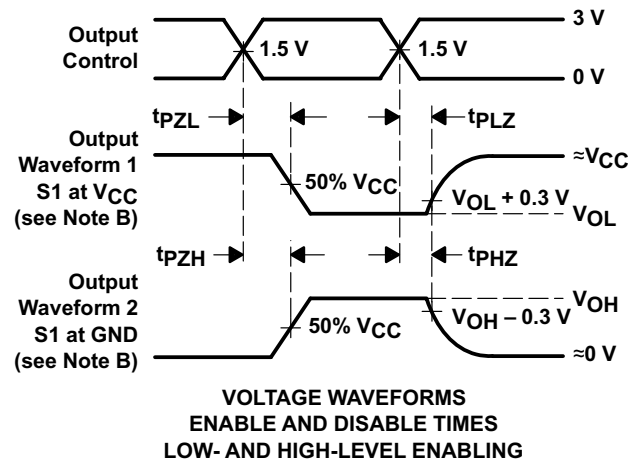 Output
Control
1.5 V
1.5 V
3 V
0 V
tPZL
tPLZ
Output
Waveform 1
S1 at VCC
(see Note B)
50% VCC
≈VCC
VOL + 0.3 V
VOL
tPZH
tPHZ
Output
Waveform 2
S1 at GND
(see Note B)
50% VCC
VOH
VOH – 0.3 V
≈0 V
VOLTAGE WAVEFORMS
ENABLE AND DISABLE TIMES
LOW- AND HIGH-LEVEL ENABLING